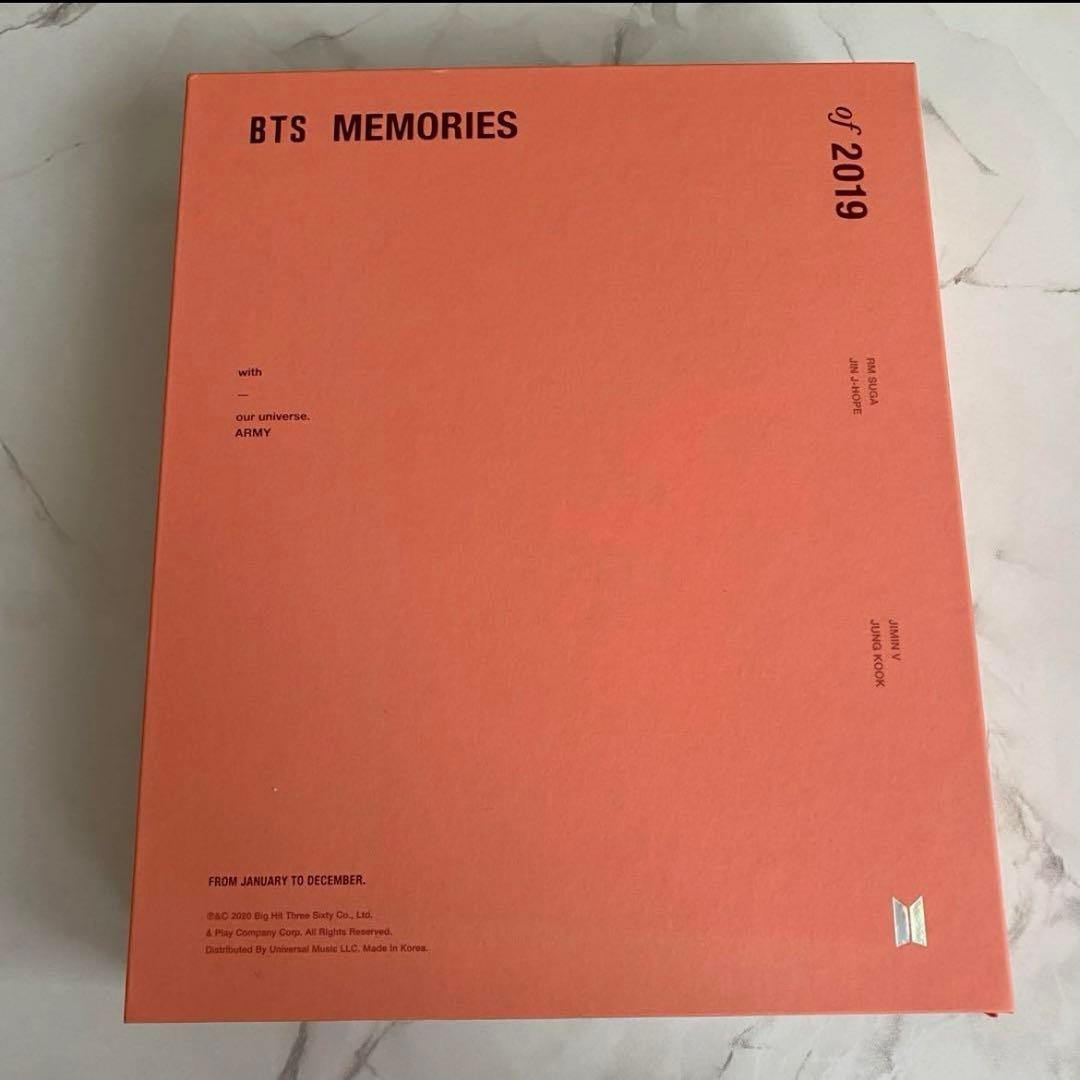 BTS MEMORIES
of 2019
with
—
our universe.
ARMY
RM SUGA
JIN J-HOPE
JIMIN V
JUNG KOOK
FROM JANUARY TO DECEMBER.
℗&© 2020 Big Hit Three Sixty Co., Ltd.
& Play Company Corp. All Rights Reserved.
Distributed By Universal Music LLC. Made In Korea.